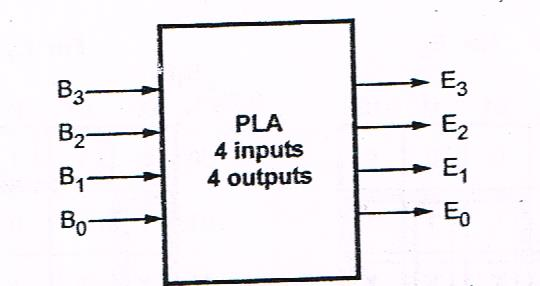 B₃ E₃
B₂ PLA E₂
4 inputs
B₁ 4 outputs E₁
B₀ E₀